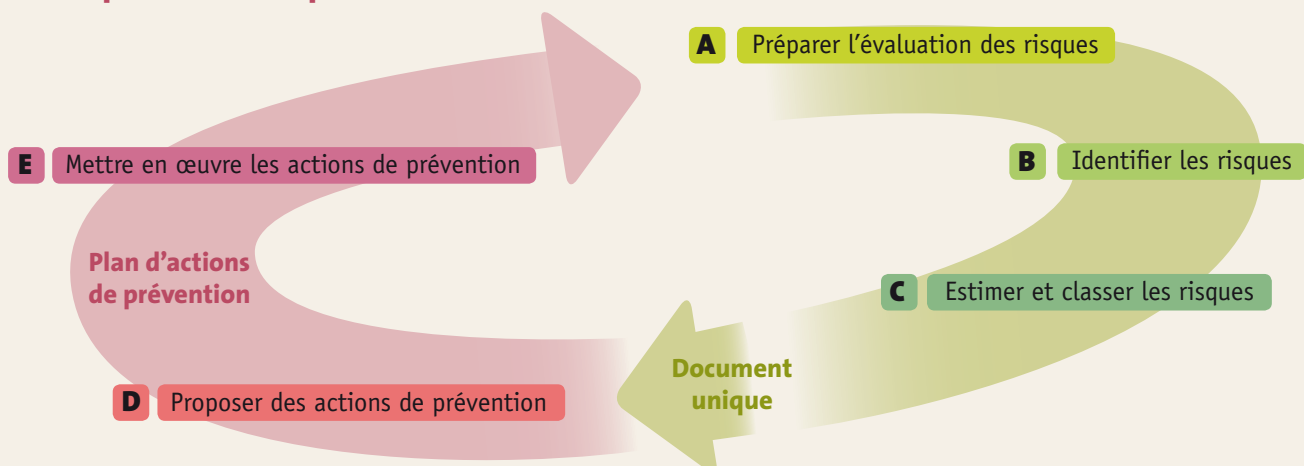 A Préparer l’évaluation des risques
B Identifier les risques
C Estimer et classer les risques
Document
unique
D Proposer des actions de prévention
Plan d’actions
de prévention
E Mettre en œuvre les actions de prévention